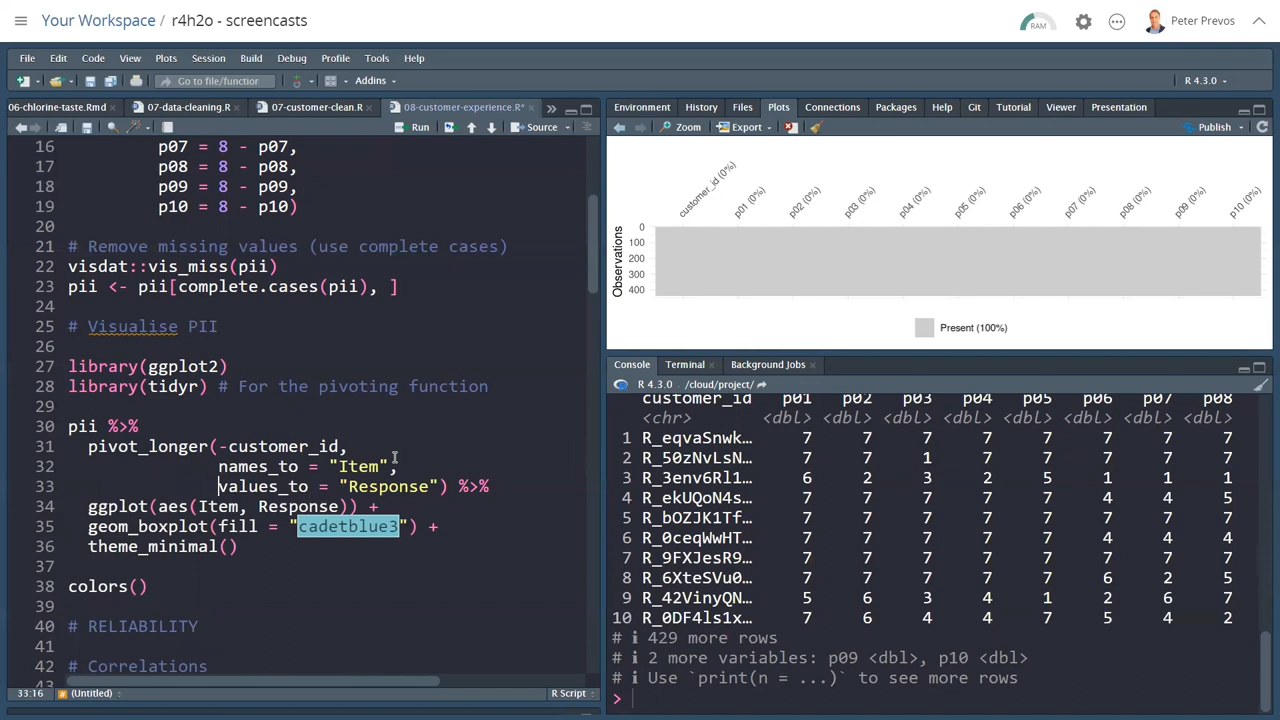 Your Workspace / r4h2o - screencasts
RAM
Peter Prevos
File Edit Code View Plots Session Build Debug Profile Tools Help
Go to file/function Addins R 4.3.0
06-chlorine-taste.Rmd 07-data-cleaning.R 07-customer-clean.R 08-customer-experience.R*
Run Source
16 p07 = 8 - p07,
17 p08 = 8 - p08,
18 p09 = 8 - p09,
19 p10 = 8 - p10)
20
21 # Remove missing values (use complete cases)
22 visdat::vis_miss(pii)
23 pii <- pii[complete.cases(pii), ]
24
25 # Visualise PII
26
27 library(ggplot2)
28 library(tidyr) # For the pivoting function
29
30 pii %>%
31 pivot_longer(-customer_id,
32 names_to = "Item",
33 values_to = "Response") %>%
34 ggplot(aes(Item, Response)) +
35 geom_boxplot(fill = "cadetblue3") +
36 theme_minimal()
37
38 colors()
39
40 # RELIABILITY
41
42 # Correlations
43
33:16 (Untitled) R Script
Environment History Files Plots Connections Packages Help Git Tutorial Viewer Presentation
Zoom Export Publish
customer_id (0%) p01 (0%) p02 (0%) p03 (0%) p04 (0%) p05 (0%) p06 (0%) p07 (0%) p08 (0%) p09 (0%) p10 (0%)
Observations
0
100
200
300
400
Present (100%)
Console Terminal Background Jobs
R 4.3.0 · /cloud/project/
customer_id p01 p02 p03 p04 p05 p06 p07 p08
<chr> <dbl> <dbl> <dbl> <dbl> <dbl> <dbl> <dbl> <dbl>
1 R_eqvaSnwk… 7 7 7 7 7 7 7 7
2 R_50zNvLsN… 7 7 1 7 7 7 7 7
3 R_3env6Rl1… 6 2 3 2 5 1 1 1
4 R_ekUQoN4s… 7 7 7 7 7 4 4 5
5 R_bOZJK1Tf… 7 7 7 7 7 7 7 7
6 R_0ceqWwHT… 7 7 7 7 7 4 4 4
7 R_9FXJesR9… 7 7 7 7 7 7 7 7
8 R_6XteSVu0… 7 7 7 7 7 6 2 5
9 R_42VinyQN… 5 6 3 4 1 2 6 7
10 R_0DF4ls1x… 7 6 4 4 7 5 4 2
# ℹ 429 more rows
# ℹ 2 more variables: p09 <dbl>, p10 <dbl>
# ℹ Use `print(n = ...)` to see more rows
>